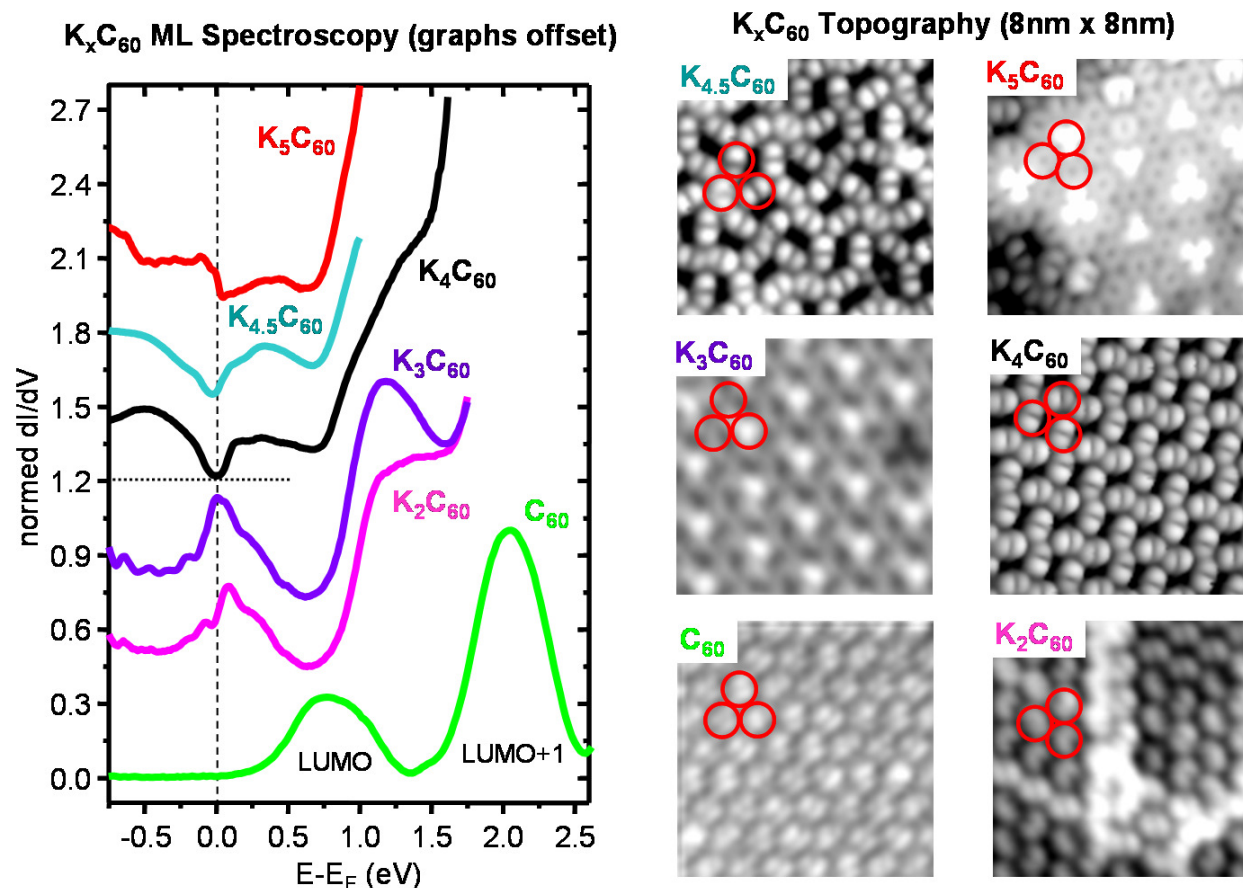 KxC60 ML Spectroscopy (graphs offset)
KxC60 Topography (8nm x 8nm)
normed dI/dV
2.7
2.4
2.1
1.8
1.5
1.2
0.9
0.6
0.3
0.0
K5C60
K4C60
K4.5C60
K3C60
K2C60
C60
LUMO
LUMO+1
-0.5
0.0
0.5
1.0
1.5
2.0
2.5
E-EF (eV)
K4.5C60
K5C60
K3C60
K4C60
C60
K2C60